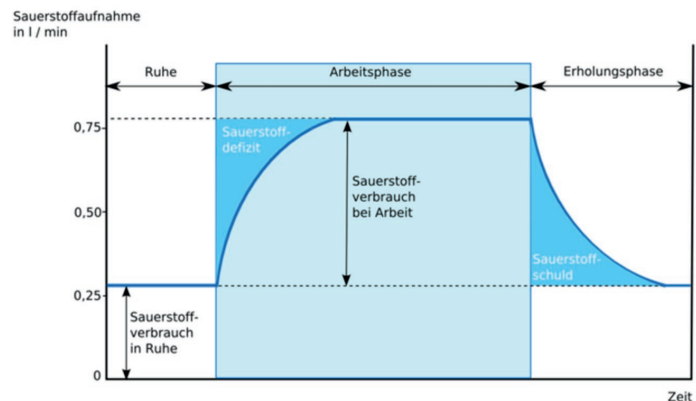 Sauerstoffaufnahme
in l / min
Ruhe
Arbeitsphase
Erholungsphase
0,75
Sauerstoff-
defizit
Sauerstoff-
verbrauch
bei Arbeit
0,50
Sauerstoff-
schuld
0,25
Sauerstoff-
verbrauch
in Ruhe
0
Zeit